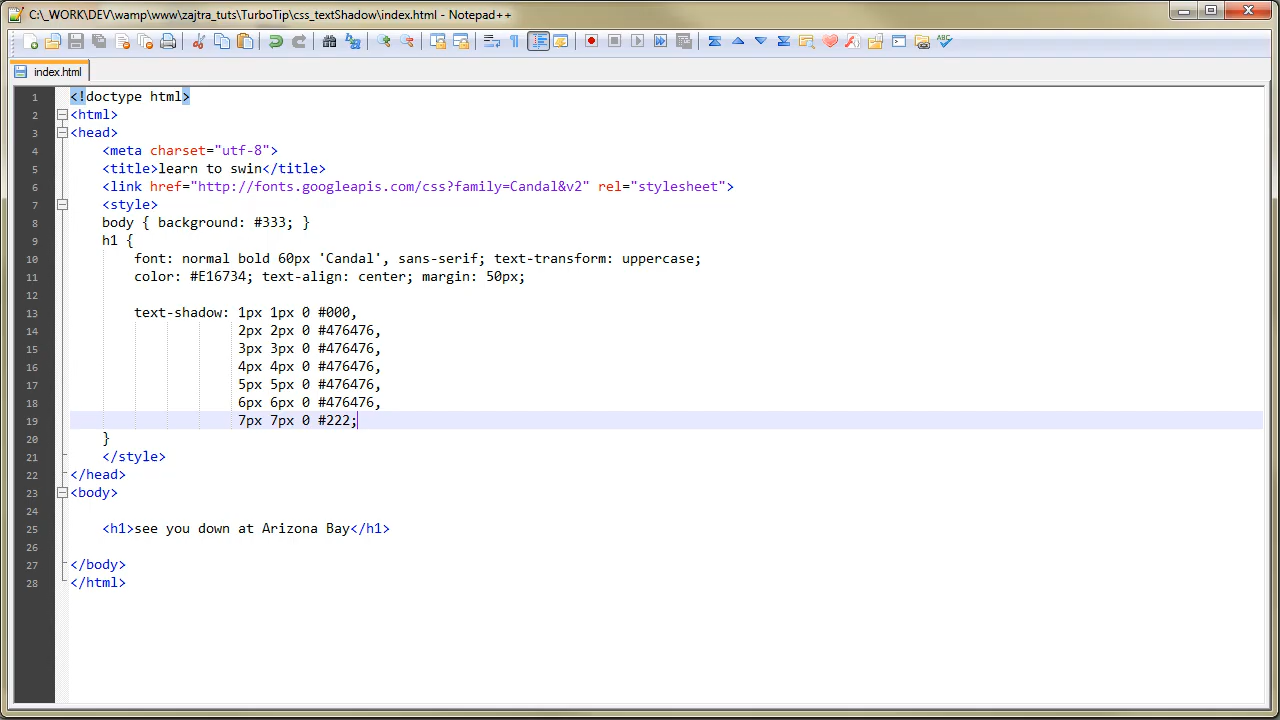 C:\_WORK\DEV\wamp\www\zajtra_tuts\TurboTip\css_textShadow\index.html - Notepad++
index.html
1 <!doctype html>
2 <html>
3 <head>
4 <meta charset="utf-8">
5 <title>learn to swin</title>
6 <link href="http://fonts.googleapis.com/css?family=Candal&v2" rel="stylesheet">
7 <style>
8 body { background: #333; }
9 h1 {
10 font: normal bold 60px 'Candal', sans-serif; text-transform: uppercase;
11 color: #E16734; text-align: center; margin: 50px;
12
13 text-shadow: 1px 1px 0 #000,
14 2px 2px 0 #476476,
15 3px 3px 0 #476476,
16 4px 4px 0 #476476,
17 5px 5px 0 #476476,
18 6px 6px 0 #476476,
19 7px 7px 0 #222;
20 }
21 </style>
22 </head>
23 <body>
24
25 <h1>see you down at Arizona Bay</h1>
26
27 </body>
28 </html>